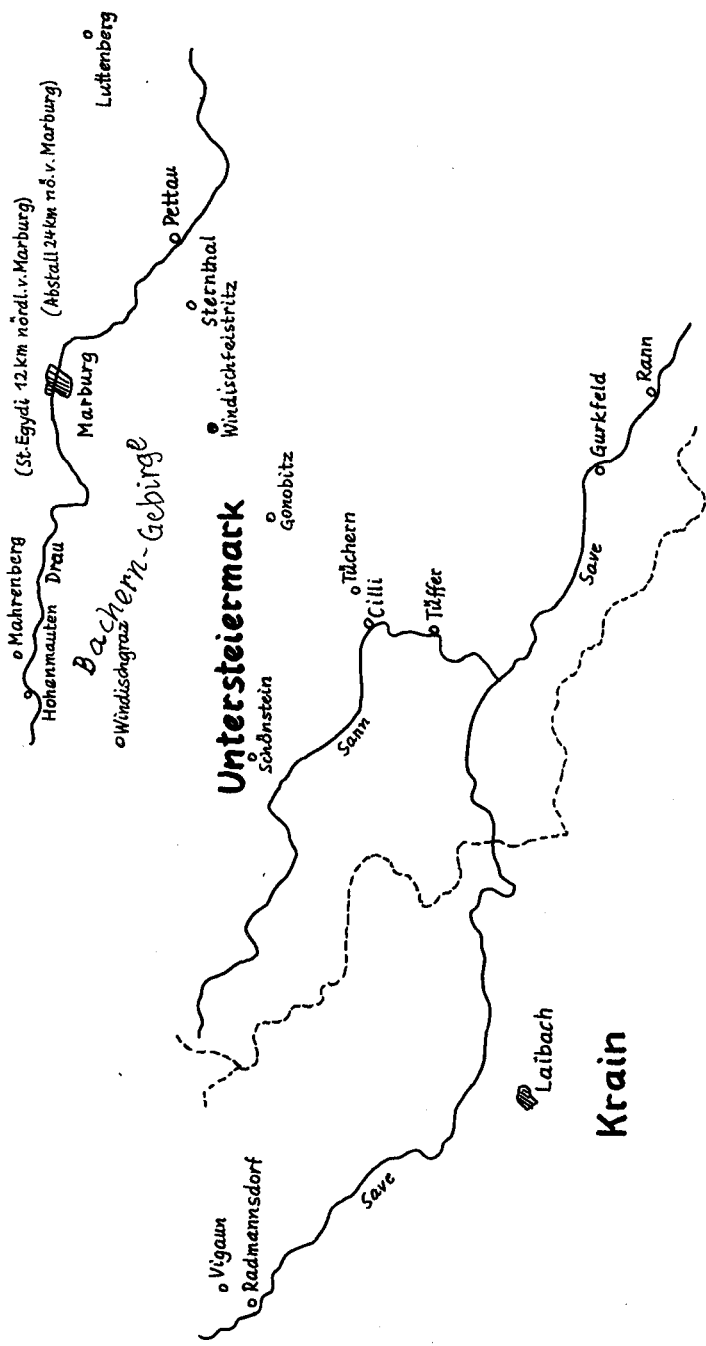 (St. Egydi 12 km nördl. v. Marburg)
(Abstall 24 km nö. v. Marburg)
Luttenberg
Mahrenberg
Hohenmauten
Drau
Marburg
Pettau
Bachern-Gebirge
Windischgraz
Sternthal
Windischfeistritz
Untersteiermark
Gonobitz
Schönstein
Vigaun
Radmannsdorf
Tüchern
Cilli
Sann
Tüffer
Save
Laibach
Krain
Save
Gurkfeld
Rann